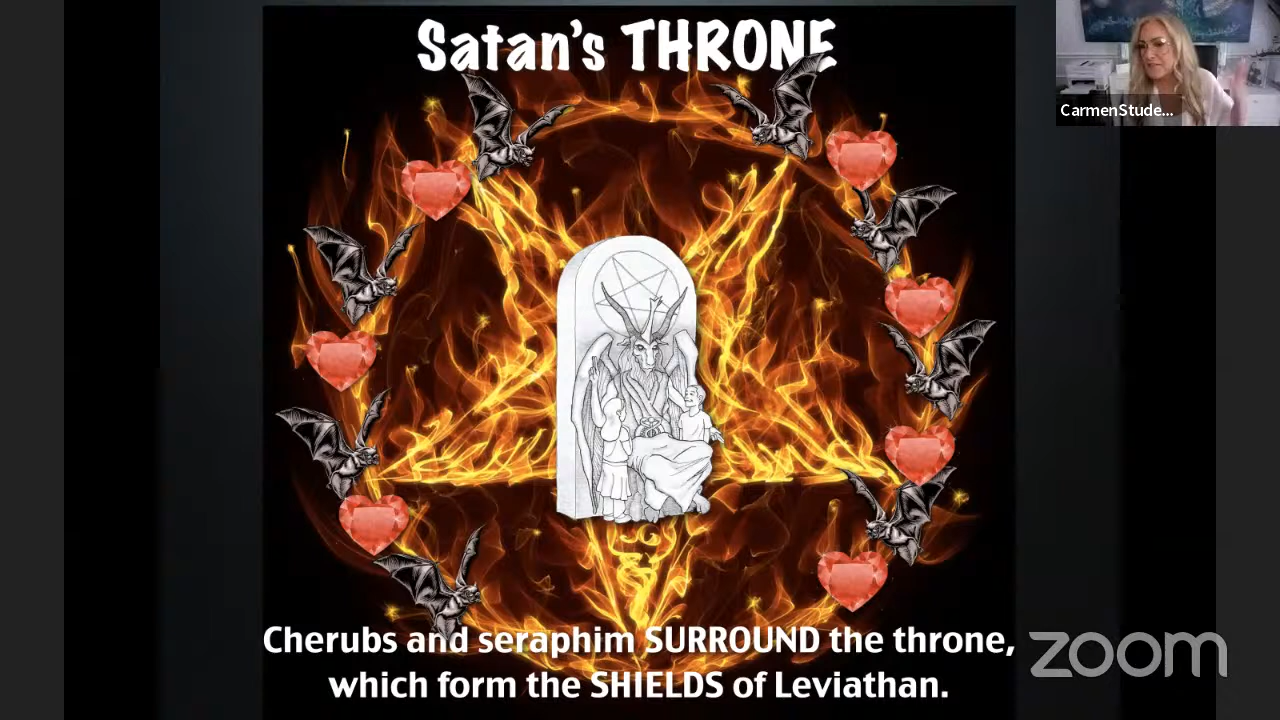 Satan's THRONE
CarmenStude...
Cherubs and seraphim SURROUND the throne,
which form the SHIELDS of Leviathan.
zoom